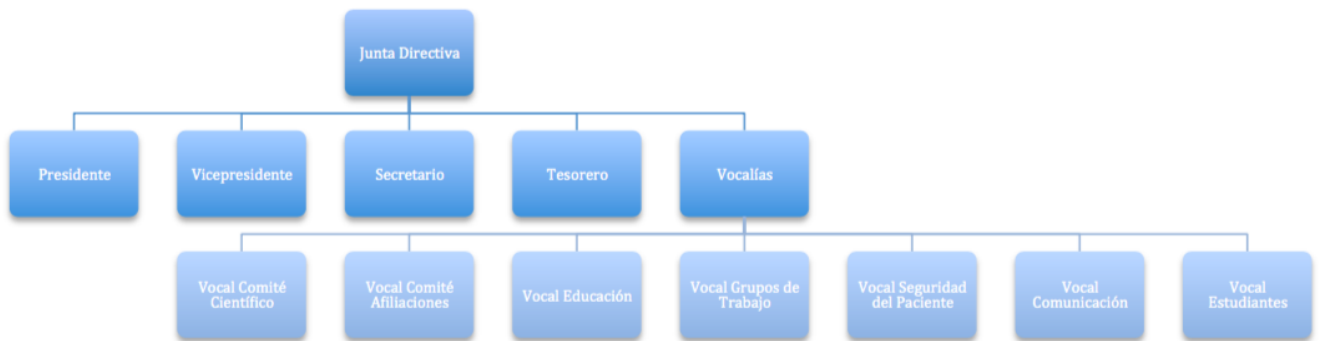 Junta Directiva
Presidente
Vicepresidente
Secretario
Tesorero
Vocalías
Vocal Comité
Científico
Vocal Comité
Afiliaciones
Vocal Educación
Vocal Grupos de
Trabajo
Vocal Seguridad
del Paciente
Vocal
Comunicación
Vocal
Estudiantes